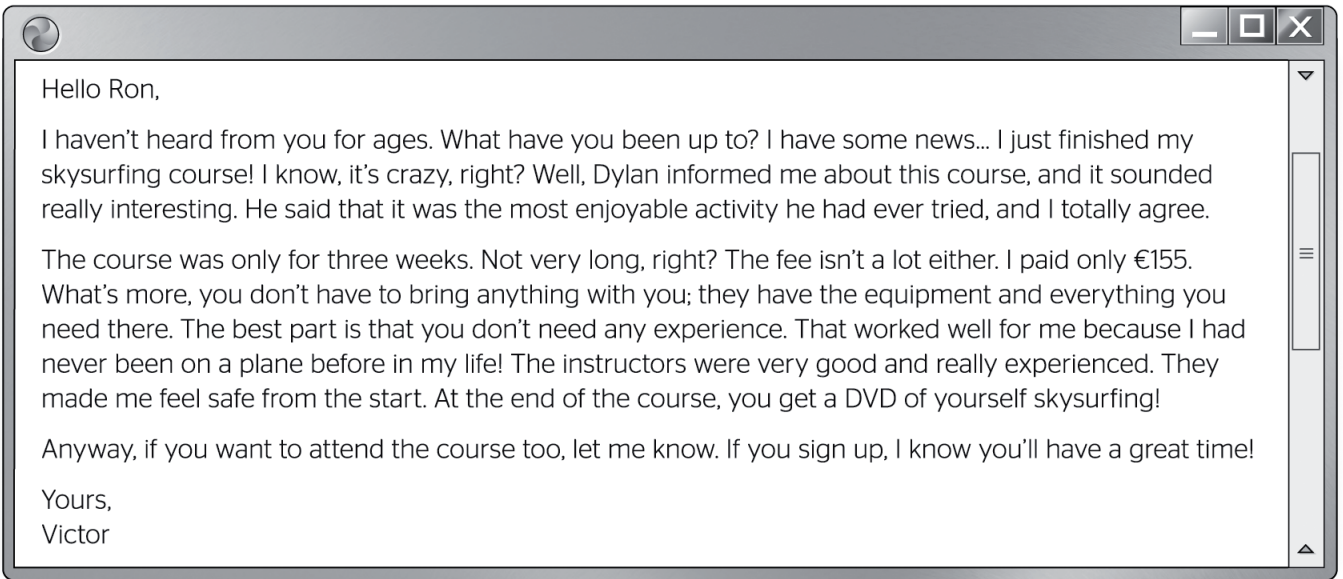 Hello Ron,
I haven't heard from you for ages. What have you been up to? I have some news... I just finished my
skysurfing course! I know, it's crazy, right? Well, Dylan informed me about this course, and it sounded
really interesting. He said that it was the most enjoyable activity he had ever tried, and I totally agree.
The course was only for three weeks. Not very long, right? The fee isn't a lot either. I paid only €155.
What's more, you don't have to bring anything with you; they have the equipment and everything you
need there. The best part is that you don't need any experience. That worked well for me because I had
never been on a plane before in my life! The instructors were very good and really experienced. They
made me feel safe from the start. At the end of the course, you get a DVD of yourself skysurfing!
Anyway, if you want to attend the course too, let me know. If you sign up, I know you'll have a great time!
Yours,
Victor